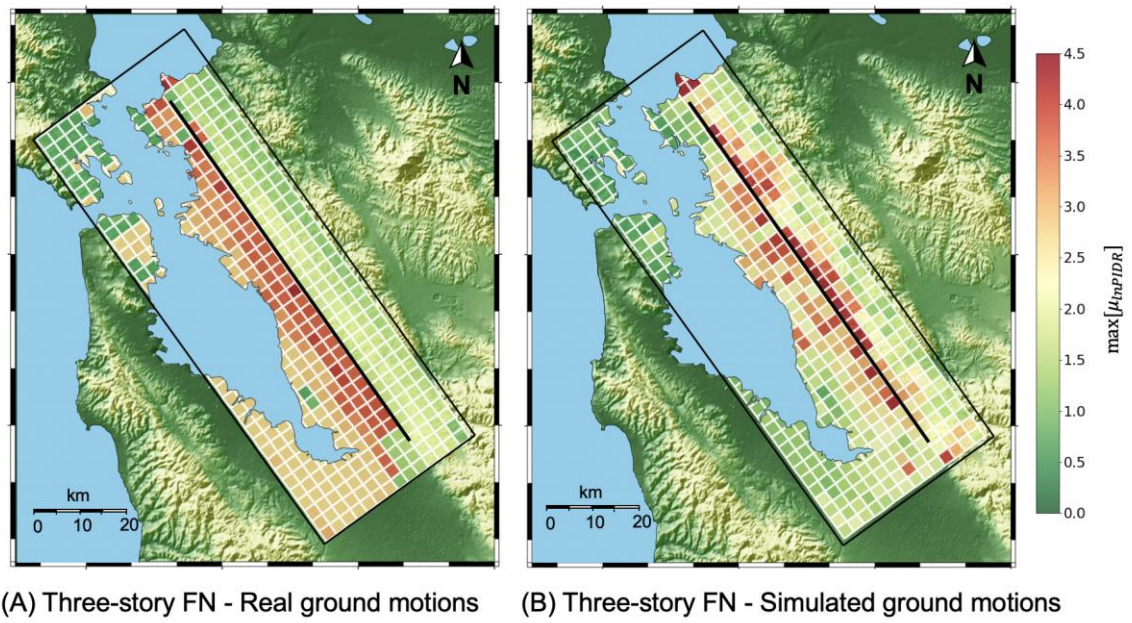 N
N
km
0 10 20
km
0 10 20
4.5
4.0
3.5
3.0
2.5
2.0
1.5
1.0
0.5
0.0
max[μlnPIDR]
(A) Three-story FN - Real ground motions
(B) Three-story FN - Simulated ground motions